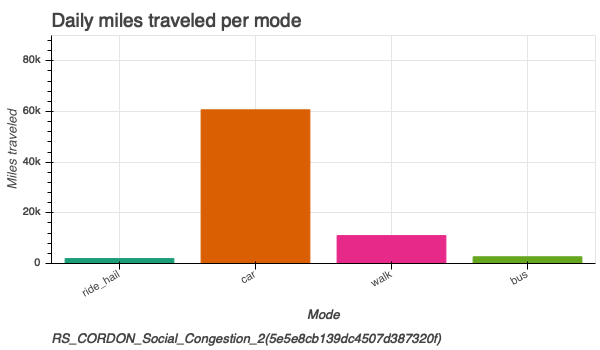 Daily miles traveled per mode
80k
60k
40k
20k
0
Miles traveled
ride_hail
car
walk
bus
Mode
RS_CORDON_Social_Congestion_2(5e5e8cb139dc4507d387320f)